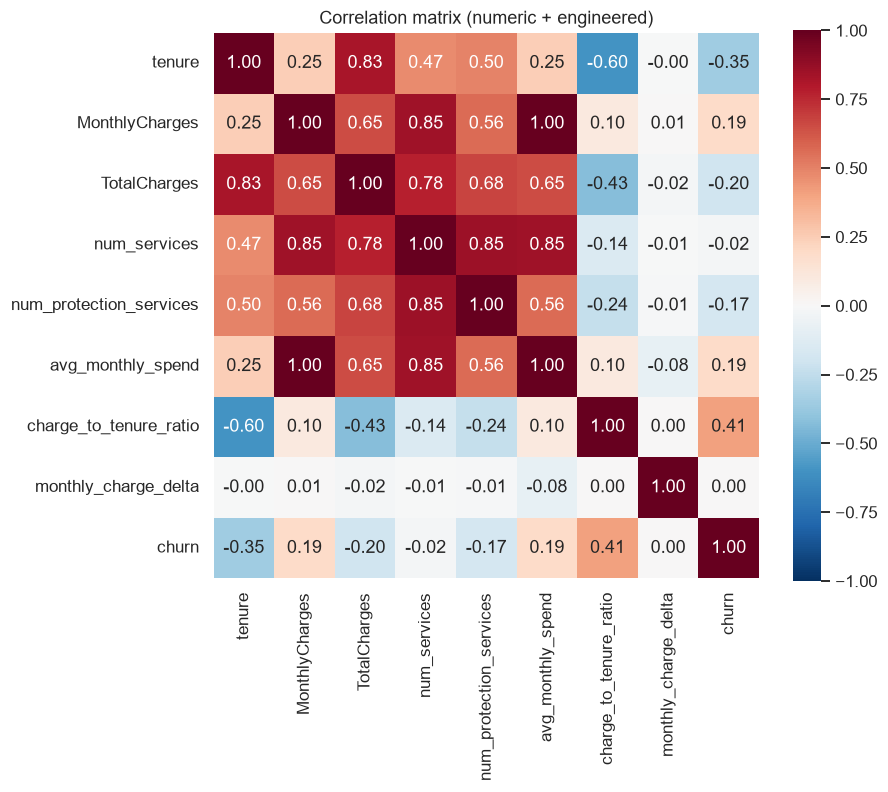 Correlation matrix (numeric + engineered)
tenure 1.00 0.25 0.83 0.47 0.50 0.25 -0.60 -0.00 -0.35
MonthlyCharges 0.25 1.00 0.65 0.85 0.56 1.00 0.10 0.01 0.19
TotalCharges 0.83 0.65 1.00 0.78 0.68 0.65 -0.43 -0.02 -0.20
num_services 0.47 0.85 0.78 1.00 0.85 0.85 -0.14 -0.01 -0.02
num_protection_services 0.50 0.56 0.68 0.85 1.00 0.56 -0.24 -0.01 -0.17
avg_monthly_spend 0.25 1.00 0.65 0.85 0.56 1.00 0.10 -0.08 0.19
charge_to_tenure_ratio -0.60 0.10 -0.43 -0.14 -0.24 0.10 1.00 0.00 0.41
monthly_charge_delta -0.00 0.01 -0.02 -0.01 -0.01 -0.08 0.00 1.00 0.00
churn -0.35 0.19 -0.20 -0.02 -0.17 0.19 0.41 0.00 1.00
tenure
MonthlyCharges
TotalCharges
num_services
num_protection_services
avg_monthly_spend
charge_to_tenure_ratio
monthly_charge_delta
churn
1.00
0.75
0.50
0.25
0.00
−0.25
−0.50
−0.75
−1.00